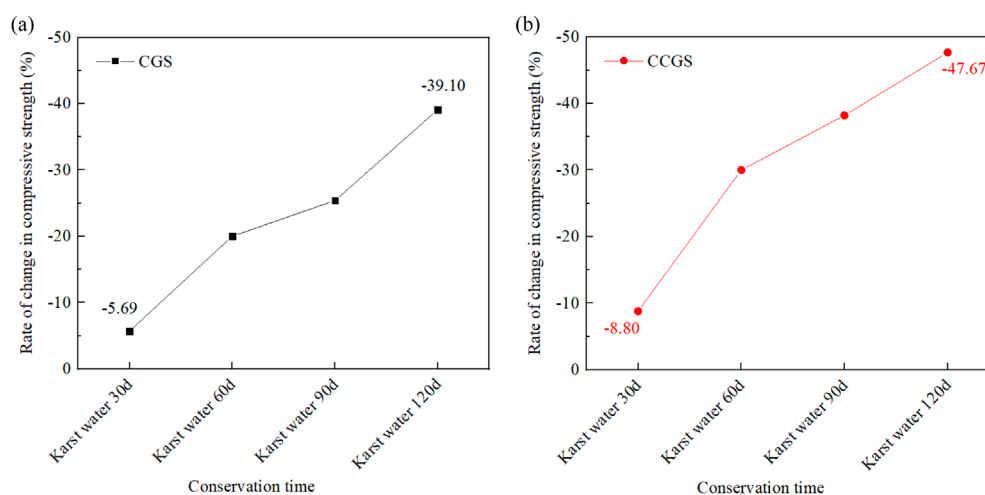 (a)
Rate of change in compressive strength (%)
-50
-40
-30
-20
-10
0
CGS
-5.69
-39.10
Karst water 30d
Karst water 60d
Karst water 90d
Karst water 120d
Conservation time
(b)
Rate of change in compressive strength (%)
-50
-40
-30
-20
-10
0
CCGS
-8.80
-47.67
Karst water 30d
Karst water 60d
Karst water 90d
Karst water 120d
Conservation time